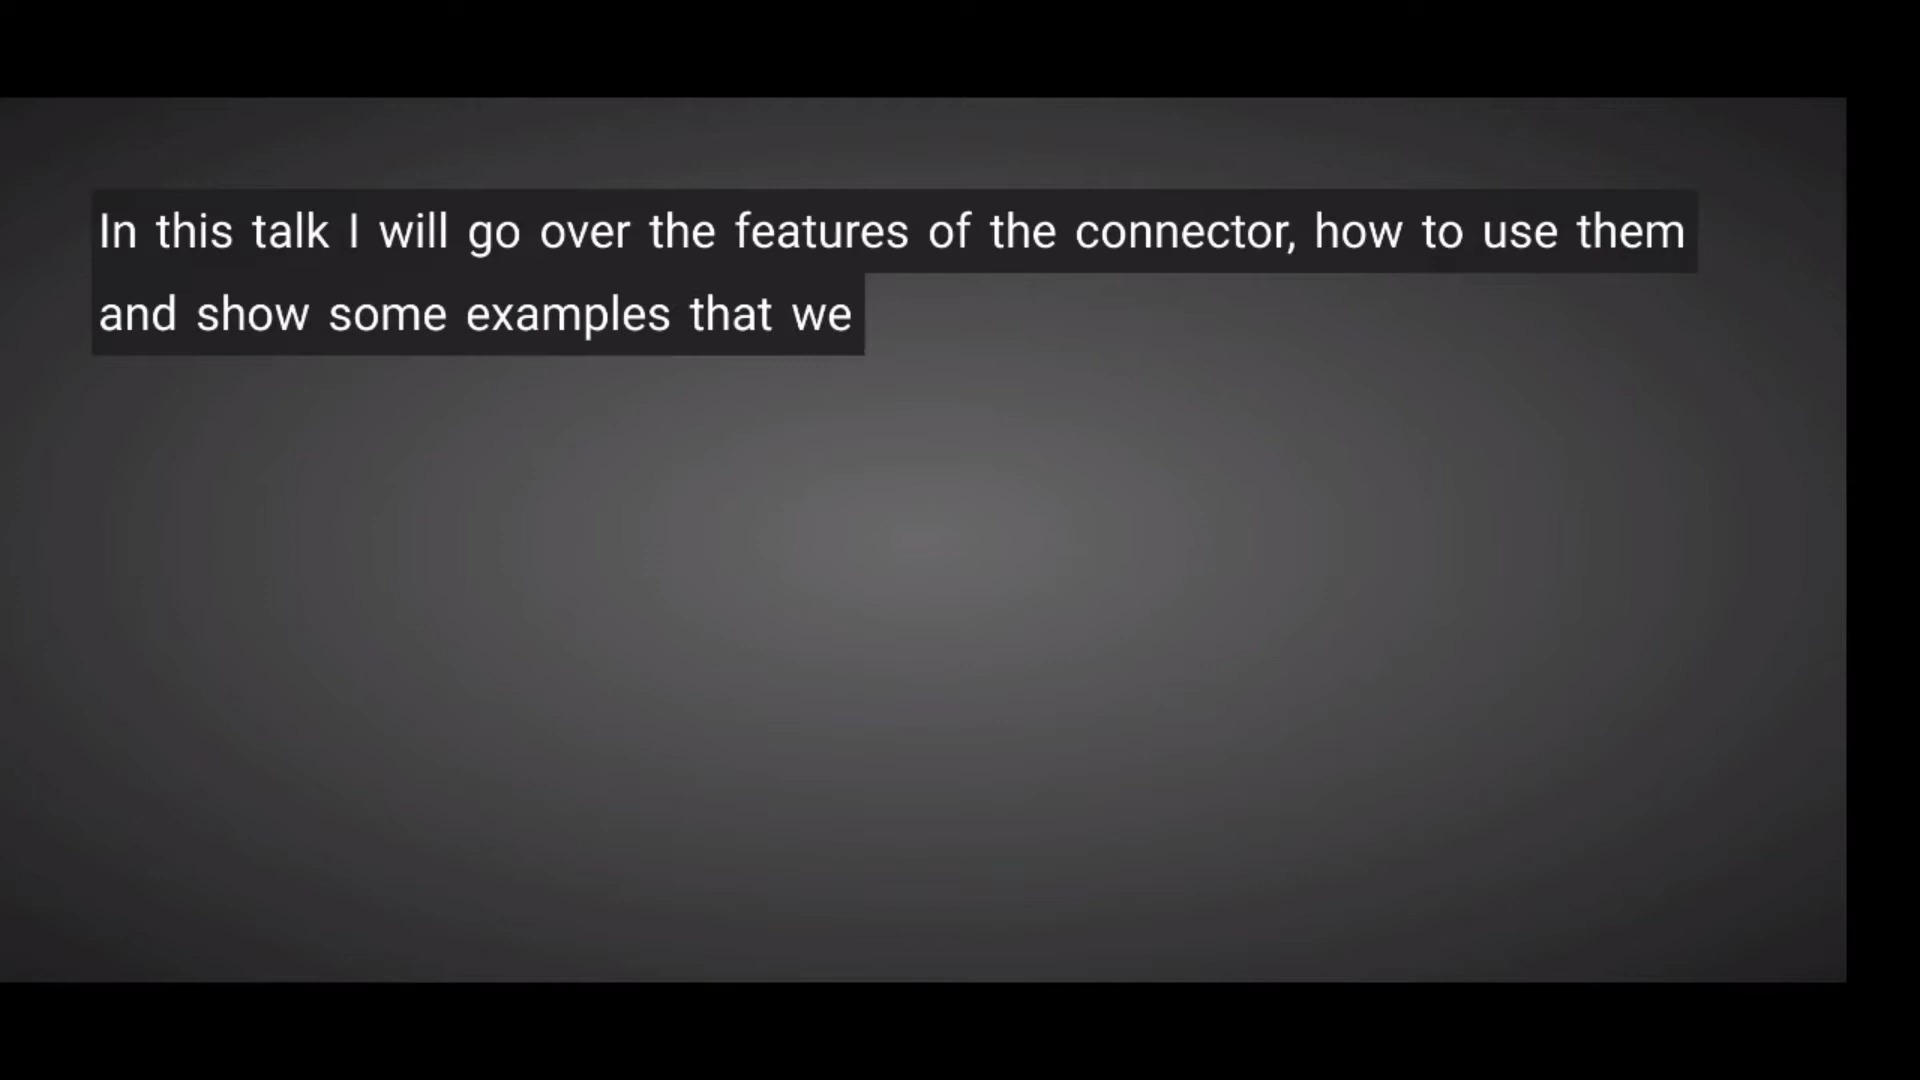 In this talk I will go over the features of the connector, how to use them
and show some examples that we